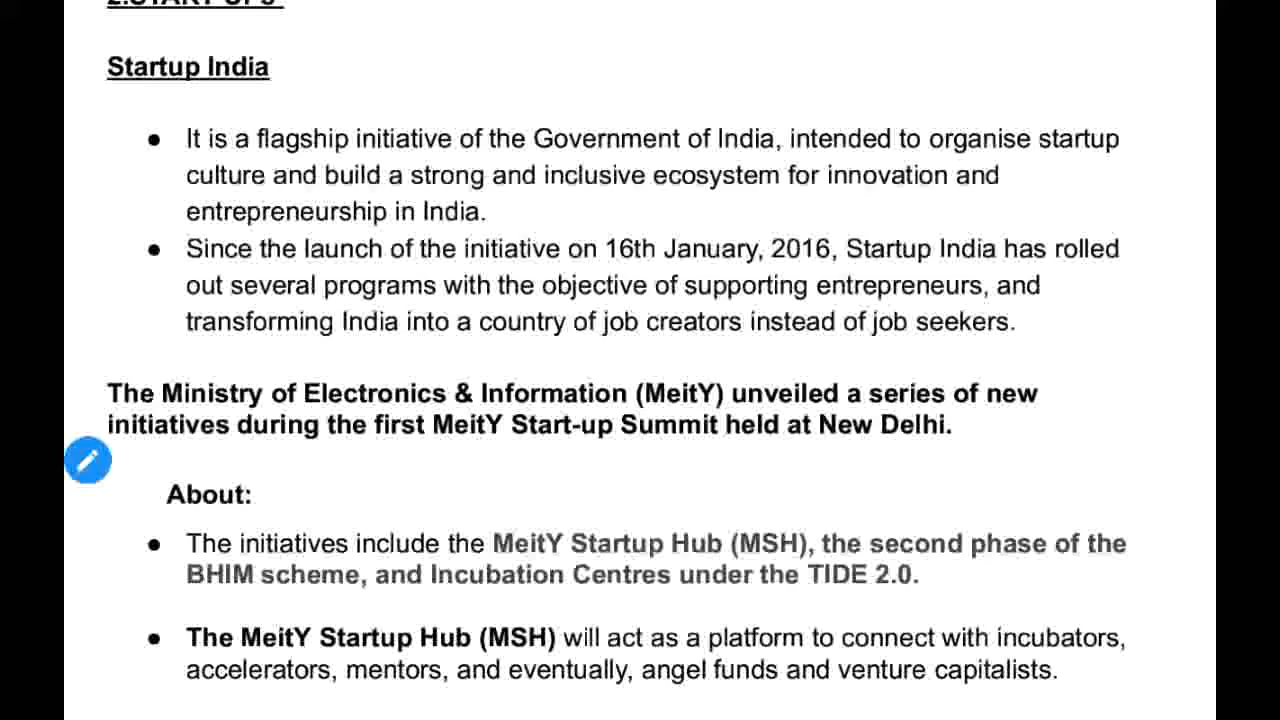 2.START-UPs
Startup India
● It is a flagship initiative of the Government of India, intended to organise startup
culture and build a strong and inclusive ecosystem for innovation and
entrepreneurship in India.
● Since the launch of the initiative on 16th January, 2016, Startup India has rolled
out several programs with the objective of supporting entrepreneurs, and
transforming India into a country of job creators instead of job seekers.
The Ministry of Electronics & Information (MeitY) unveiled a series of new
initiatives during the first MeitY Start-up Summit held at New Delhi.
About:
● The initiatives include the MeitY Startup Hub (MSH), the second phase of the
BHIM scheme, and Incubation Centres under the TIDE 2.0.
● The MeitY Startup Hub (MSH) will act as a platform to connect with incubators,
accelerators, mentors, and eventually, angel funds and venture capitalists.